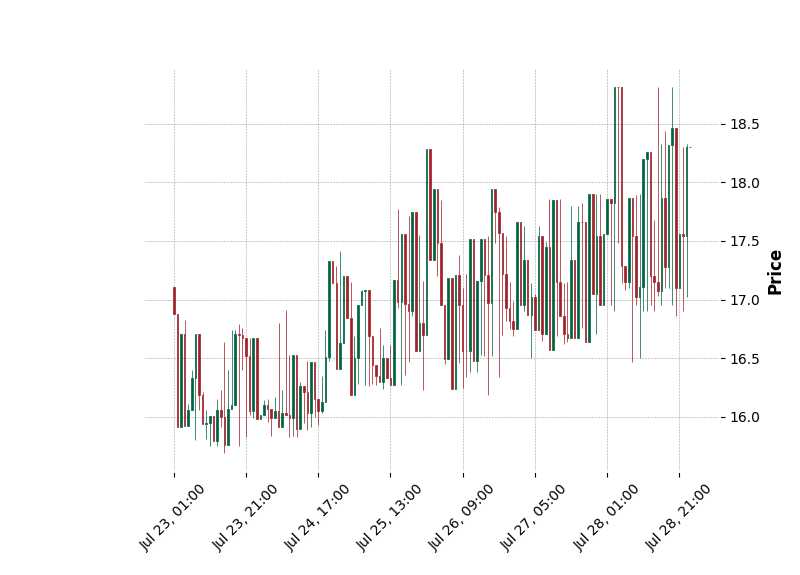 18.5
18.0
17.5
17.0
16.5
16.0
Price
Jul 23, 01:00
Jul 23, 21:00
Jul 24, 17:00
Jul 25, 13:00
Jul 26, 09:00
Jul 27, 05:00
Jul 28, 01:00
Jul 28, 21:00